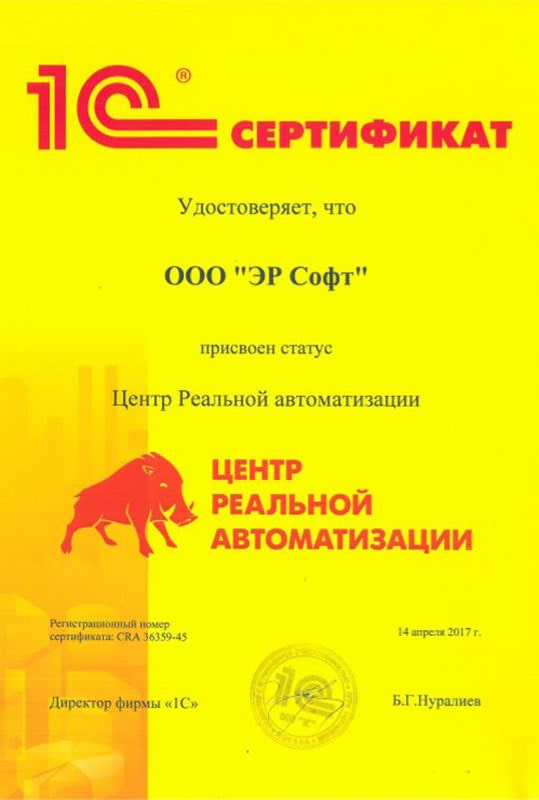 1С®
СЕРТИФИКАТ
Удостоверяет, что
ООО "ЭР Софт"
присвоен статус
Центр Реальной автоматизации
ЦЕНТР
РЕАЛЬНОЙ
АВТОМАТИЗАЦИИ
Регистрационный номер
сертификата: CRA 36359-45
14 апреля 2017 г.
Директор фирмы «1С»
1С
Б.Г.Нуралиев